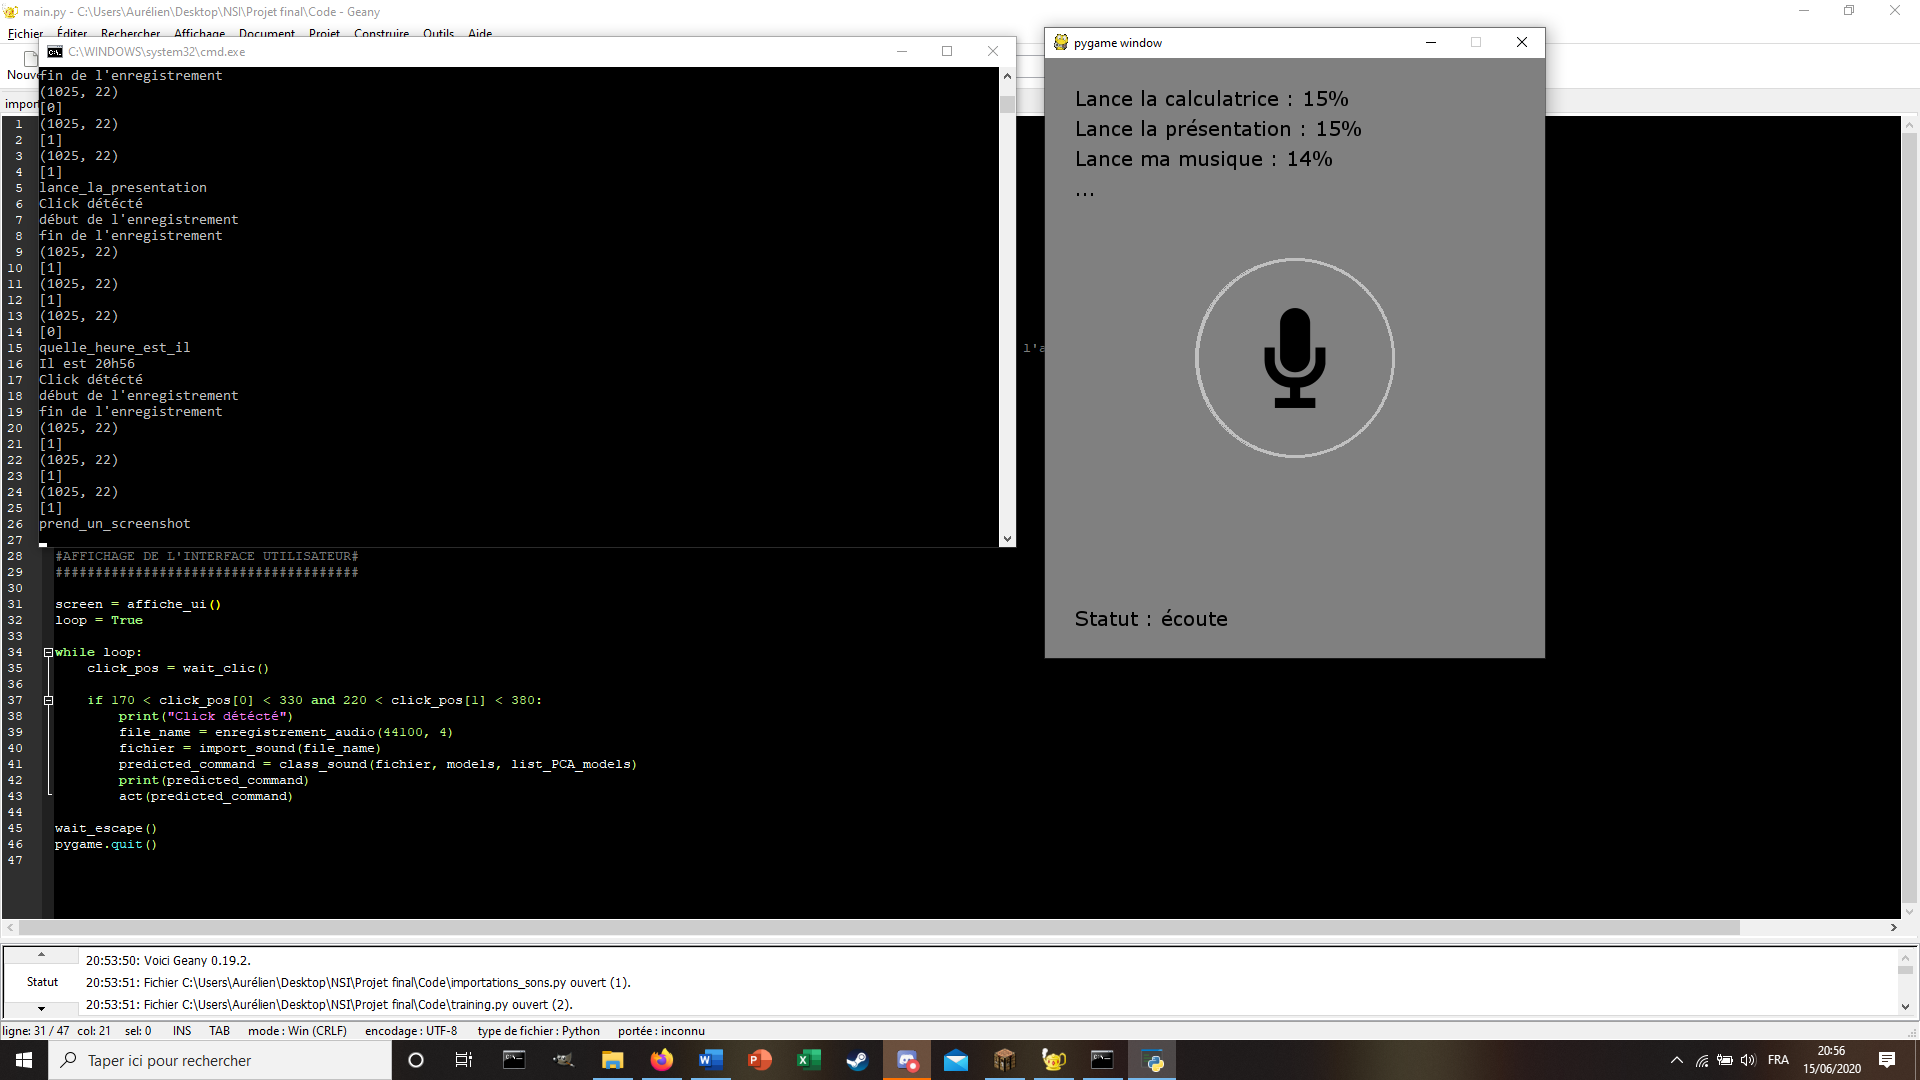 main.py - C:\Users\Aurélien\Desktop\NSI\Projet final\Code - Geany
Fichier Éditer Rechercher Affichage Document Projet Construire Outils Aide
Nouve
impor
C:\WINDOWS\system32\cmd.exe
fin de l'enregistrement
(1025, 22)
[0]
(1025, 22)
[1]
(1025, 22)
[1]
lance_la_presentation
Click détécté
début de l'enregistrement
fin de l'enregistrement
(1025, 22)
[1]
(1025, 22)
[1]
(1025, 22)
[0]
quelle_heure_est_il
Il est 20h56
Click détécté
début de l'enregistrement
fin de l'enregistrement
(1025, 22)
[1]
(1025, 22)
[1]
(1025, 22)
[1]
prend_un_screenshot
pygame window
Lance la calculatrice : 15%
Lance la présentation : 15%
Lance ma musique : 14%
...
Statut : écoute
l'a
1
2
3
4
5
6
7
8
9
10
11
12
13
14
15
16
17
18
19
20
21
22
23
24
25
26
27
28 #AFFICHAGE DE L'INTERFACE UTILISATEUR#
29 ######################################
30
31 screen = affiche_ui()
32 loop = True
33
34 while loop:
35 click_pos = wait_clic()
36
37 if 170 < click_pos[0] < 330 and 220 < click_pos[1] < 380:
38 print("Click détécté")
39 file_name = enregistrement_audio(44100, 4)
40 fichier = import_sound(file_name)
41 predicted_command = class_sound(fichier, models, list_PCA_models)
42 print(predicted_command)
43 act(predicted_command)
44
45 wait_escape()
46 pygame.quit()
47
Statut
20:53:50: Voici Geany 0.19.2.
20:53:51: Fichier C:\Users\Aurélien\Desktop\NSI\Projet final\Code\importations_sons.py ouvert (1).
20:53:51: Fichier C:\Users\Aurélien\Desktop\NSI\Projet final\Code\training.py ouvert (2).
ligne: 31 / 47 col: 21 sel: 0 INS TAB mode : Win (CRLF) encodage : UTF-8 type de fichier : Python portée : inconnu
Taper ici pour rechercher
FRA
20:56
15/06/2020